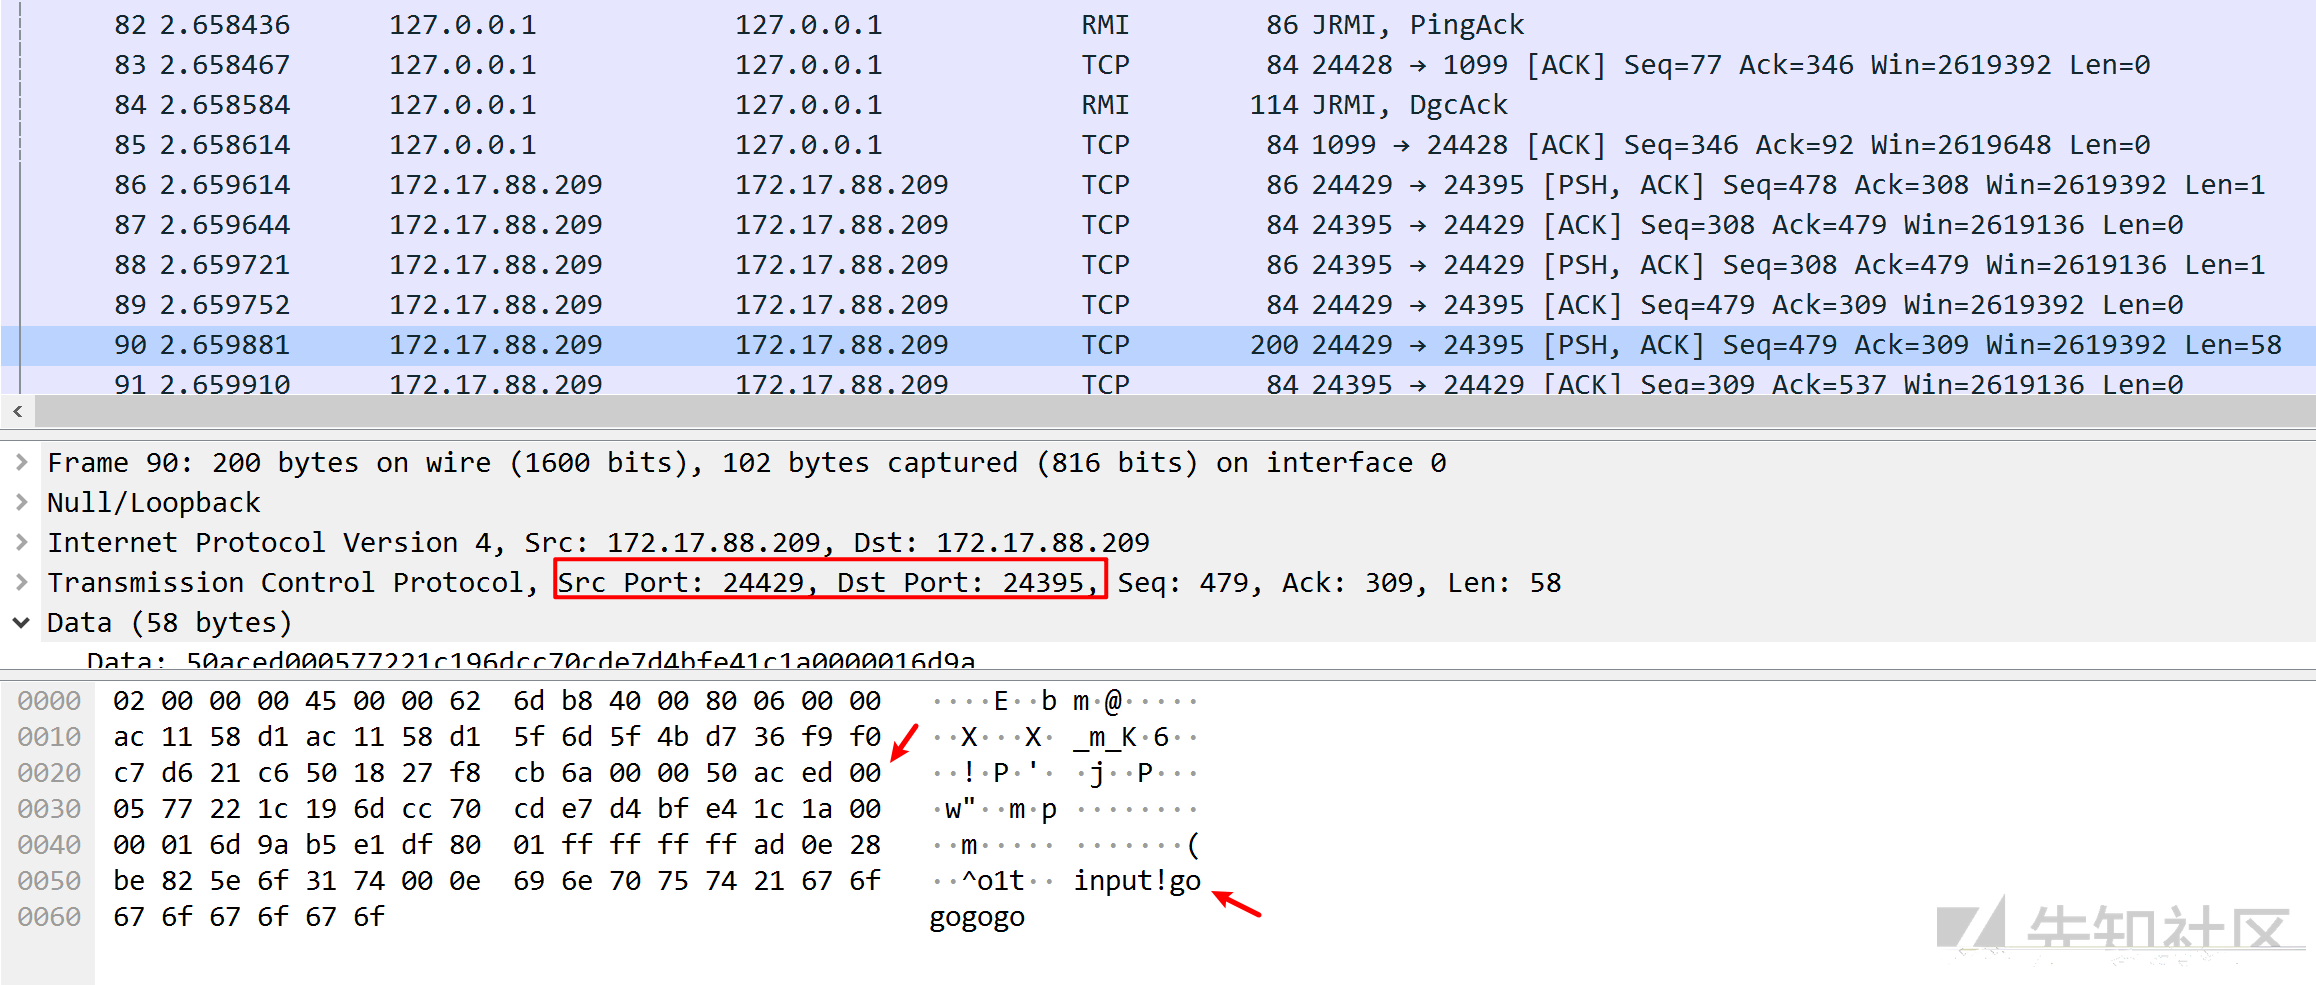 82 2.658436 127.0.0.1 127.0.0.1 RMI 86 JRMI, PingAck
83 2.658467 127.0.0.1 127.0.0.1 TCP 84 24428 → 1099 [ACK] Seq=77 Ack=346 Win=2619392 Len=0
84 2.658584 127.0.0.1 127.0.0.1 RMI 114 JRMI, DgcAck
85 2.658614 127.0.0.1 127.0.0.1 TCP 84 1099 → 24428 [ACK] Seq=346 Ack=92 Win=2619648 Len=0
86 2.659614 172.17.88.209 172.17.88.209 TCP 86 24429 → 24395 [PSH, ACK] Seq=478 Ack=308 Win=2619392 Len=1
87 2.659644 172.17.88.209 172.17.88.209 TCP 84 24395 → 24429 [ACK] Seq=308 Ack=479 Win=2619136 Len=0
88 2.659721 172.17.88.209 172.17.88.209 TCP 86 24395 → 24429 [PSH, ACK] Seq=308 Ack=479 Win=2619136 Len=1
89 2.659752 172.17.88.209 172.17.88.209 TCP 84 24429 → 24395 [ACK] Seq=479 Ack=309 Win=2619392 Len=0
90 2.659881 172.17.88.209 172.17.88.209 TCP 200 24429 → 24395 [PSH, ACK] Seq=479 Ack=309 Win=2619392 Len=58
91 2.659910 172.17.88.209 172.17.88.209 TCP 84 24395 → 24429 [ACK] Seq=309 Ack=537 Win=2619136 Len=0
Frame 90: 200 bytes on wire (1600 bits), 102 bytes captured (816 bits) on interface 0
Null/Loopback
Internet Protocol Version 4, Src: 172.17.88.209, Dst: 172.17.88.209
Transmission Control Protocol, Src Port: 24429, Dst Port: 24395, Seq: 479, Ack: 309, Len: 58
Data (58 bytes)
Data: 50aced000577221c196dcc70cde7d4bfe41c1a0000016d9a
0000 02 00 00 00 45 00 00 62 6d b8 40 00 80 06 00 00 ····E··b m·@·····
0010 ac 11 58 d1 ac 11 58 d1 5f 6d 5f 4b d7 36 f9 f0 ··X···X· _m_K·6··
0020 c7 d6 21 c6 50 18 27 f8 cb 6a 00 00 50 ac ed 00 ··!·P·'· ·j··P···
0030 05 77 22 1c 19 6d cc 70 cd e7 d4 bf e4 1c 1a 00 ·w"··m·p ········
0040 00 01 6d 9a b5 e1 df 80 01 ff ff ff ff ad 0e 28 ··m····· ·······(
0050 be 82 5e 6f 31 74 00 0e 69 6e 70 75 74 21 67 6f ··^o1t·· input!go
0060 67 6f 67 6f 67 6f gogogo
先知社区